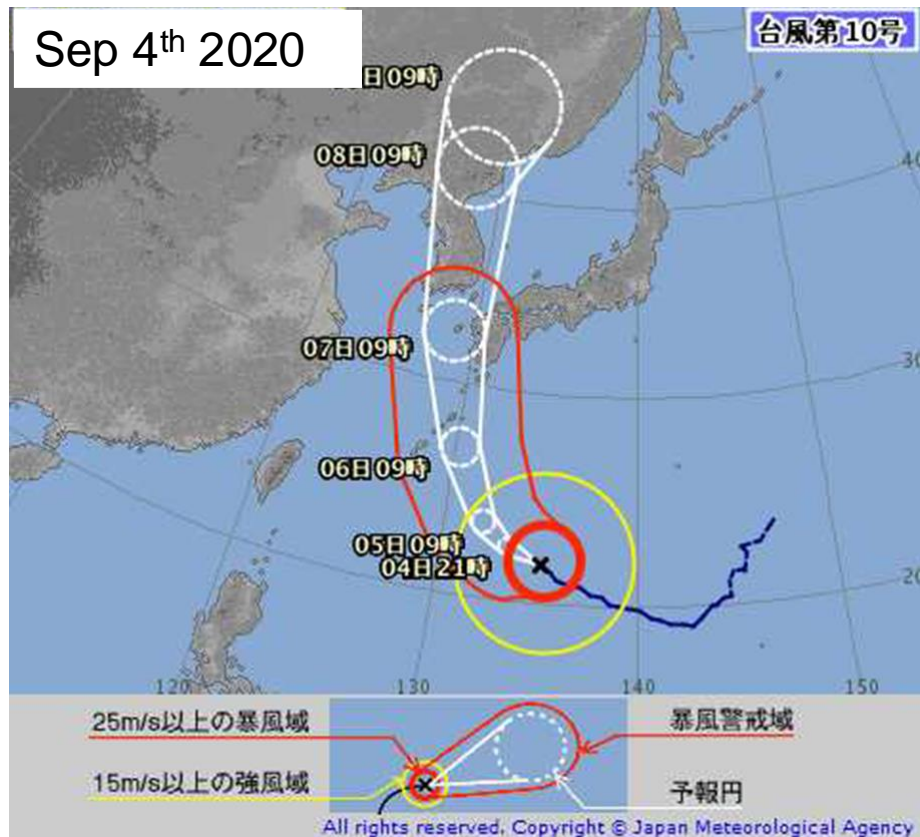 Sep 4th 2020
台風第10号
日09時
08日09時
40
07日09時
30
06日09時
05日09時
04日21時
20
120
130
140
150
25m/s以上の暴風域
暴風警戒域
15m/s以上の強風域
予報円
All rights reserved. Copyright © Japan Meteorological Agency